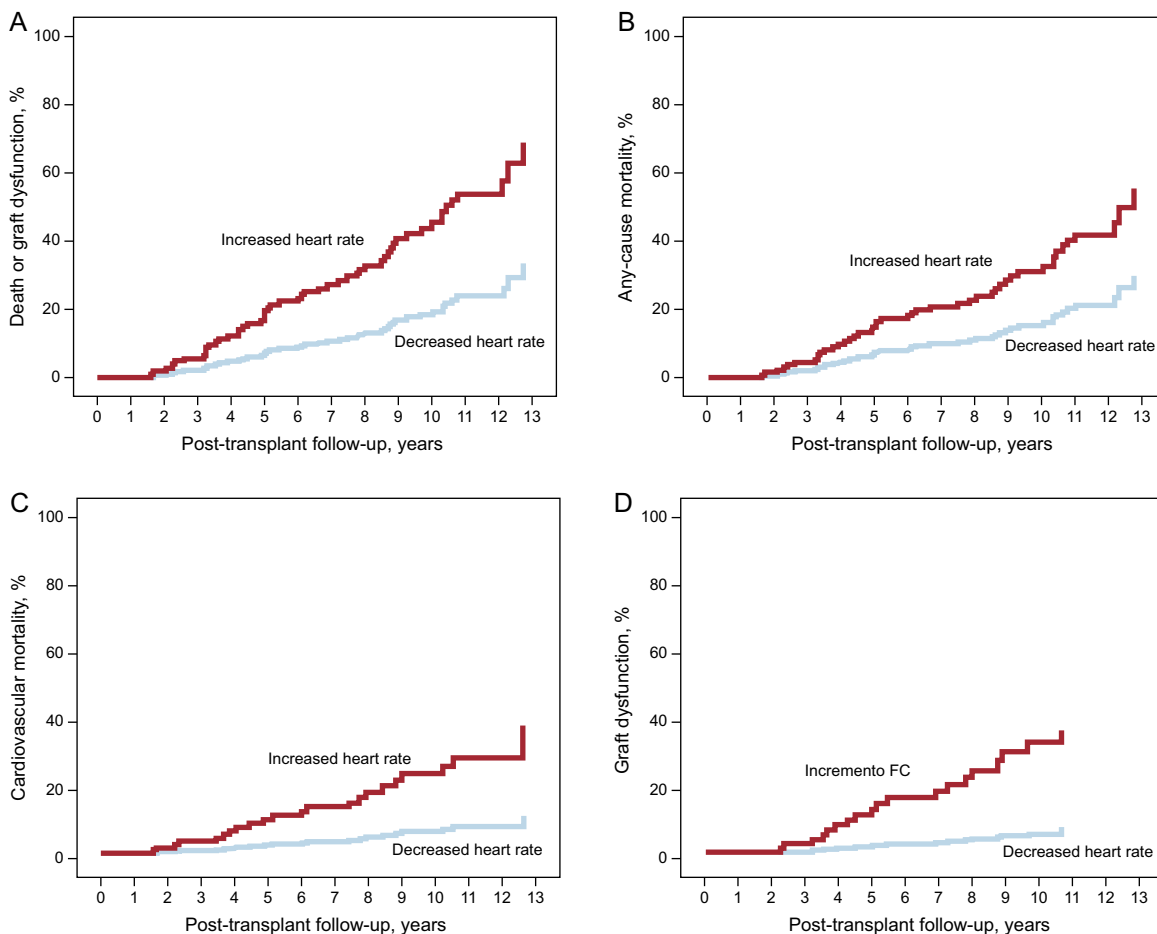 A
Death or graft dysfunction, %
100
80
60
40
20
0
Increased heart rate
Decreased heart rate
0 1 2 3 4 5 6 7 8 9 10 11 12 13
Post-transplant follow-up, years
B
Any-cause mortality, %
100
80
60
40
20
0
Increased heart rate
Decreased heart rate
0 1 2 3 4 5 6 7 8 9 10 11 12 13
Post-transplant follow-up, years
C
Cardiovascular mortality, %
100
80
60
40
20
0
Increased heart rate
Decreased heart rate
0 1 2 3 4 5 6 7 8 9 10 11 12 13
Post-transplant follow-up, years
D
Graft dysfunction, %
100
80
60
40
20
0
Incremento FC
Decreased heart rate
0 1 2 3 4 5 6 7 8 9 10 11 12 13
Post-transplant follow-up, years